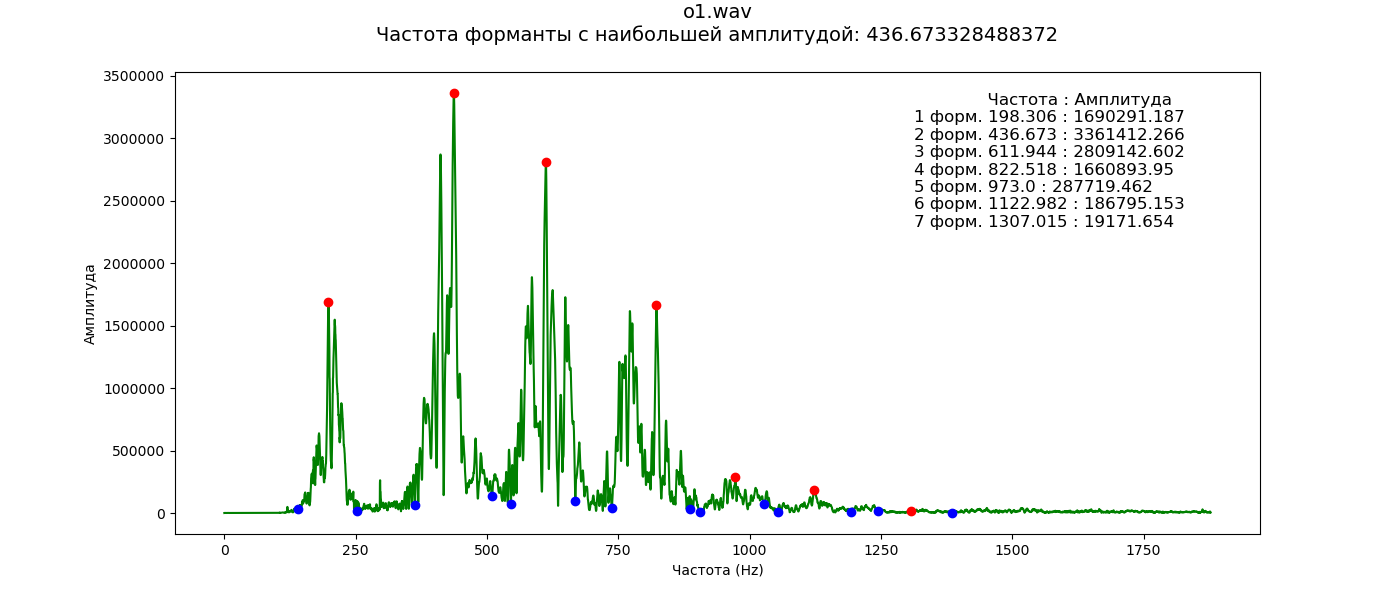 o1.wav
Частота форманты с наибольшей амплитудой: 436.673328488372
Частота : Амплитуда
1 форм. 198.306 : 1690291.187
2 форм. 436.673 : 3361412.266
3 форм. 611.944 : 2809142.602
4 форм. 822.518 : 1660893.95
5 форм. 973.0 : 287719.462
6 форм. 1122.982 : 186795.153
7 форм. 1307.015 : 19171.654
3500000
3000000
2500000
2000000
1500000
1000000
500000
0
Амплитуда
0 250 500 750 1000 1250 1500 1750
Частота (Hz)